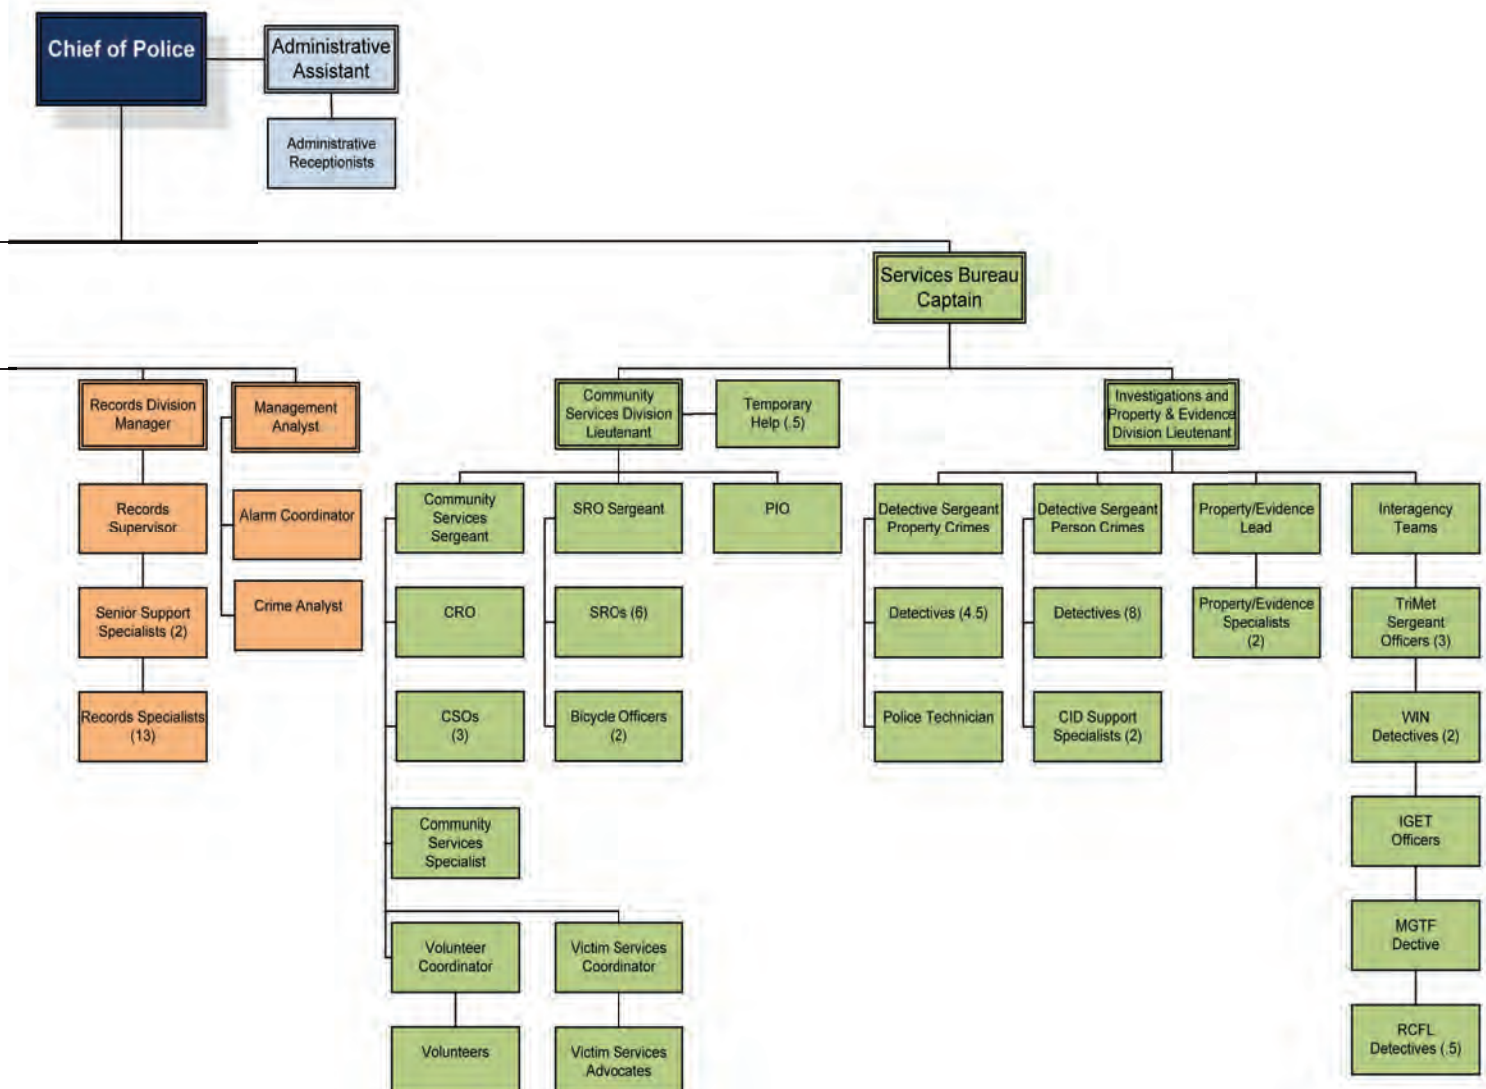 Chief of Police
Administrative
Assistant
Administrative
Receptionists
Services Bureau
Captain
Records Division
Manager
Management
Analyst
Community
Services Division
Lieutenant
Temporary
Help (.5)
Investigations and
Property & Evidence
Division Lieutenant
Records
Supervisor
Alarm Coordinator
Community
Services
Sergeant
SRO Sergeant
PIO
Detective Sergeant
Property Crimes
Detective Sergeant
Person Crimes
Property/Evidence
Lead
Interagency
Teams
Senior Support
Specialists (2)
Crime Analyst
CRO
SROs (6)
Detectives (4.5)
Detectives (8)
Property/Evidence
Specialists
(2)
TriMet
Sergeant
Officers (3)
Records Specialists
(13)
CSOs
(3)
Bicycle Officers
(2)
Police Technician
CID Support
Specialists (2)
WIN
Detectives (2)
Community
Services
Specialist
IGET
Officers
Volunteer
Coordinator
Victim Services
Coordinator
MGTF
Dective
Volunteers
Victim Services
Advocates
RCFL
Detectives (.5)